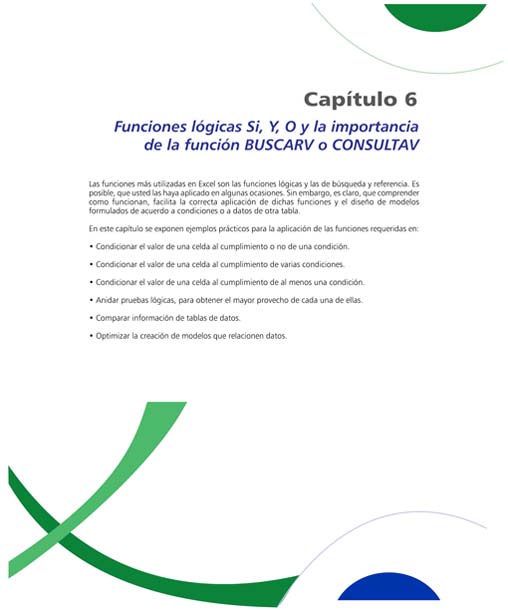 Capítulo 6
Funciones lógicas Si, Y, O y la importancia
de la función BUSCARV o CONSULTAV
Las funciones más utilizadas en Excel son las funciones lógicas y las de búsqueda y referencia. Es
posible, que usted las haya aplicado en algunas ocasiones. Sin embargo, es claro, que comprender
como funcionan, facilita la correcta aplicación de dichas funciones y el diseño de modelos
formulados de acuerdo a condiciones o a datos de otra tabla.
En este capítulo se exponen ejemplos prácticos para la aplicación de las funciones requeridas en:
• Condicionar el valor de una celda al cumplimiento o no de una condición.
• Condicionar el valor de una celda al cumplimiento de varias condiciones.
• Condicionar el valor de una celda al cumplimiento de al menos una condición.
• Anidar pruebas lógicas, para obtener el mayor provecho de cada una de ellas.
• Comparar información de tablas de datos.
• Optimizar la creación de modelos que relacionen datos.